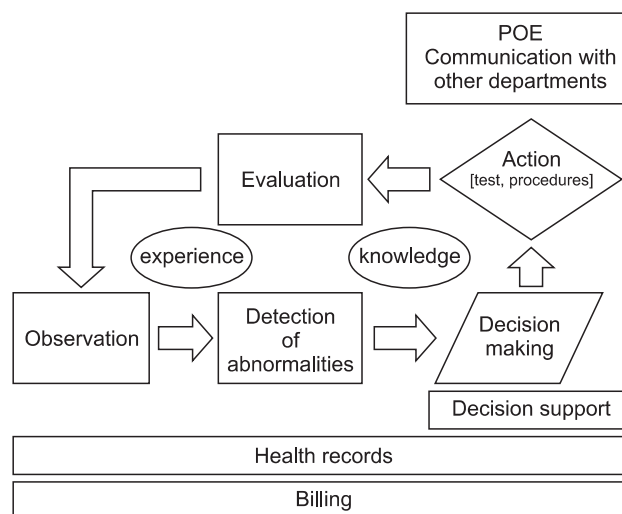 POE
Communication with
other departments
Action
[test, procedures]
Evaluation
experience
knowledge
Observation
Detection
of
abnormalities
Decision
making
Decision support
Health records
Billing